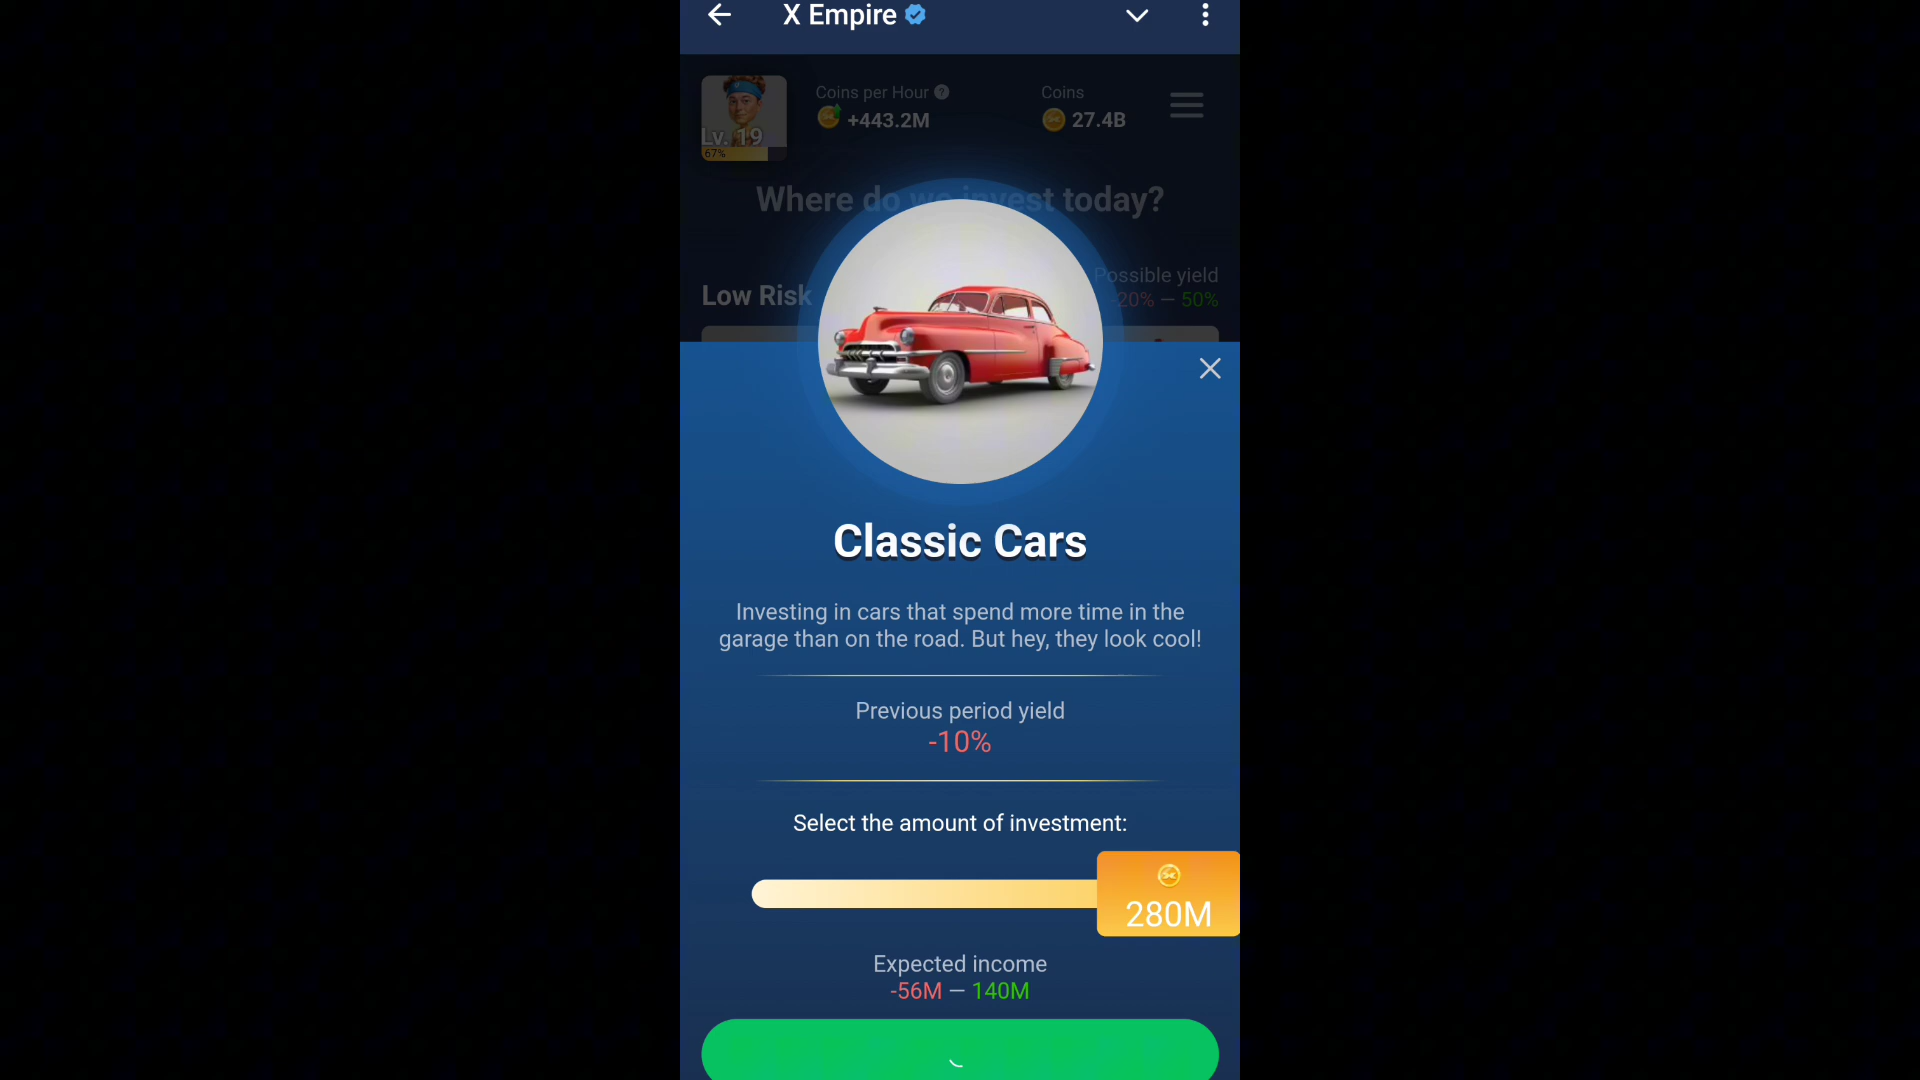 X Empire
Coins per Hour ?
+443.2M
Coins
27.4B
Lv. 19
67%
Where do we invest today?
Low Risk
Possible yield
-20% — 50%
Classic Cars
Investing in cars that spend more time in the
garage than on the road. But hey, they look cool!
Previous period yield
-10%
Select the amount of investment:
280M
Expected income
-56M — 140M